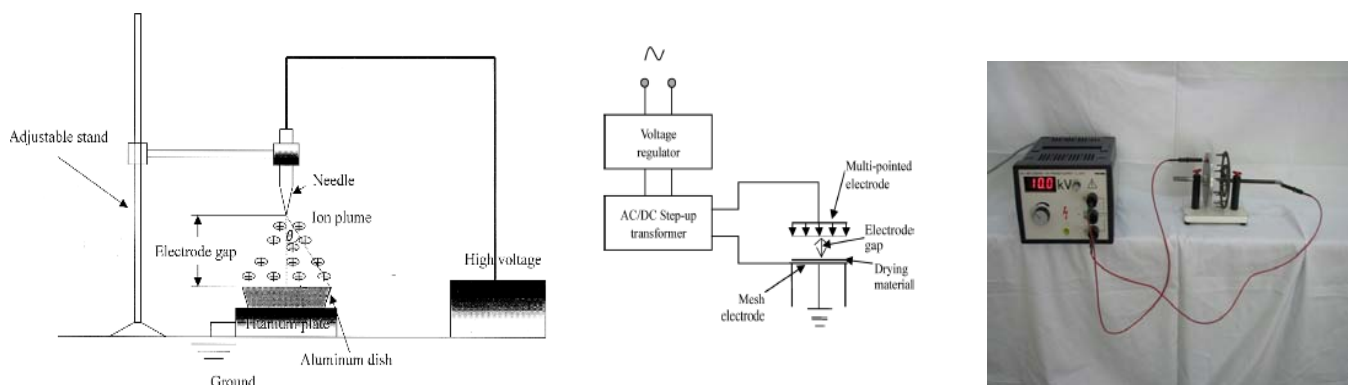 Adjustable stand
Needle
Ion plume
θ
Electrode gap
High voltage
Titanium plate
Aluminum dish
Ground
Voltage
regulator
Multi-pointed
electrode
AC/DC Step-up
transformer
Electrode
gap
Drying
material
Mesh
electrode
10.0 kV